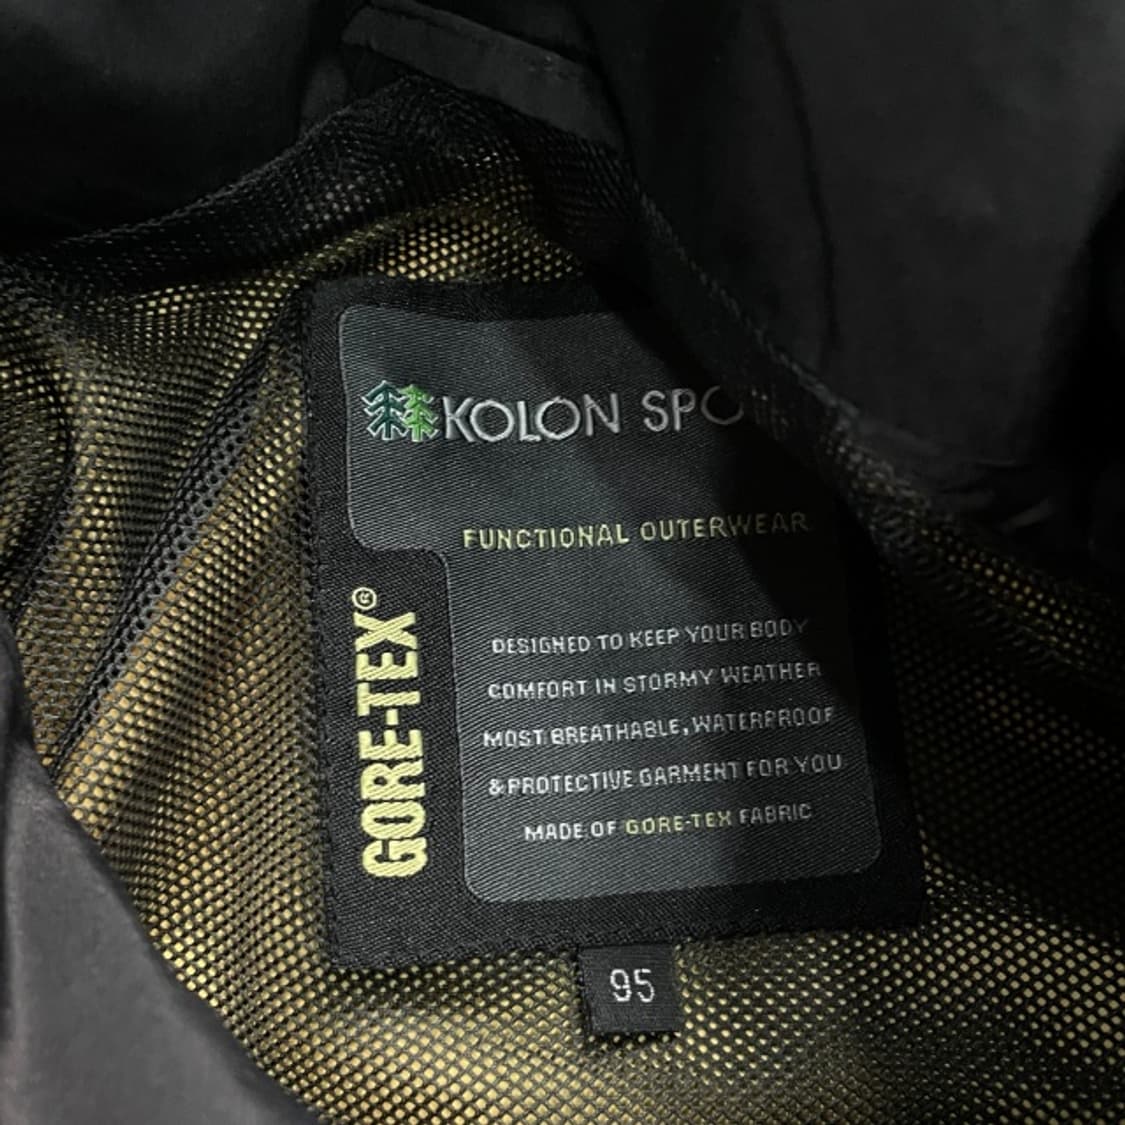 KOLON SPO
FUNCTIONAL OUTERWEAR
GORE-TEX®
DESIGNED TO KEEP YOUR BODY
COMFORT IN STORMY WEATHER
MOST BREATHABLE, WATERPROOF
& PROTECTIVE GARMENT FOR YOU
MADE OF GORE-TEX FABRIC
95